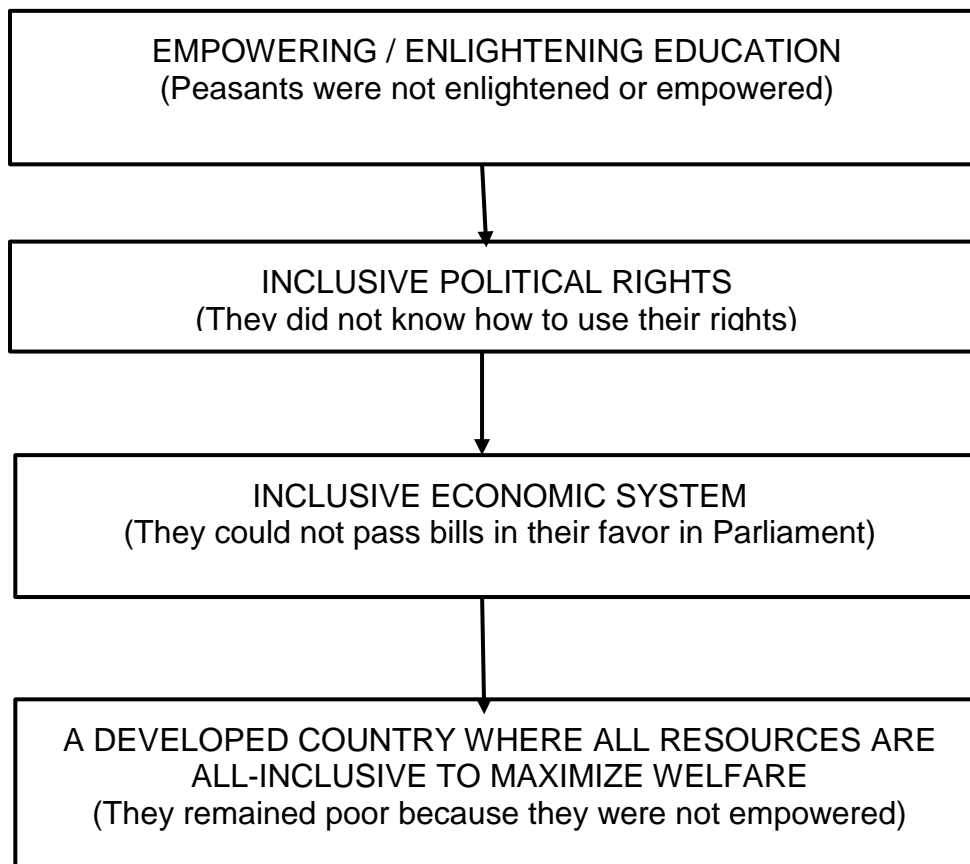 EMPOWERING / ENLIGHTENING EDUCATION
(Peasants were not enlightened or empowered)
INCLUSIVE POLITICAL RIGHTS
(They did not know how to use their rights)
INCLUSIVE ECONOMIC SYSTEM
(They could not pass bills in their favor in Parliament)
A DEVELOPED COUNTRY WHERE ALL RESOURCES ARE
ALL-INCLUSIVE TO MAXIMIZE WELFARE
(They remained poor because they were not empowered)